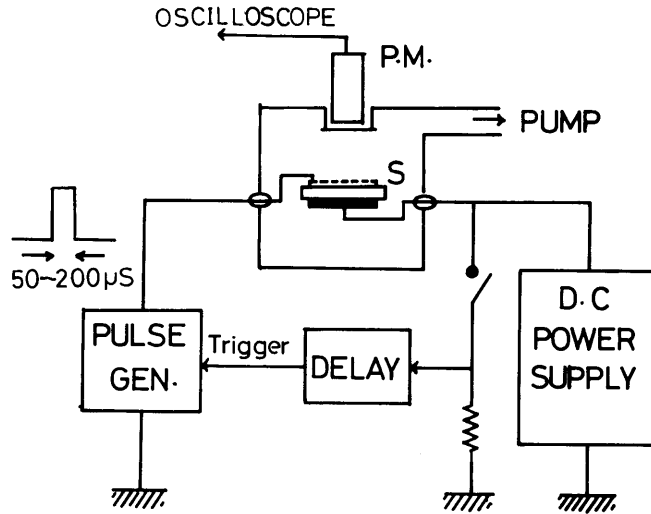 OSCILLOSCOPE
P.M.
PUMP
S
50~200µS
PULSE
GEN.
Trigger
DELAY
D.C
POWER
SUPPLY